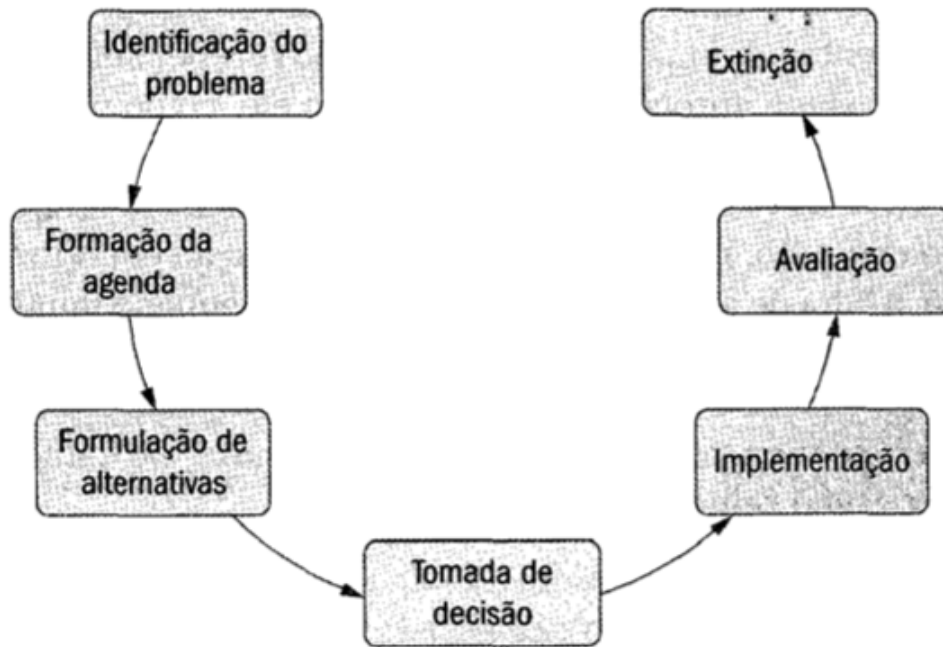 Identificação do
problema
Extinção
Formação da
agenda
Avaliação
Formulação de
alternativas
Implementação
Tomada de
decisão